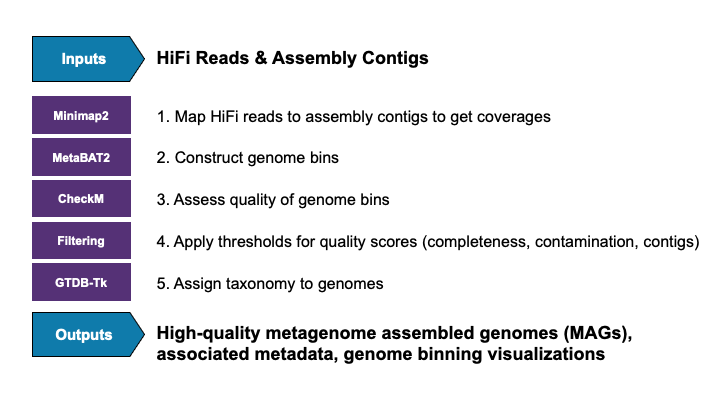 Inputs
HiFi Reads & Assembly Contigs
Minimap2
1. Map HiFi reads to assembly contigs to get coverages
MetaBAT2
2. Construct genome bins
CheckM
3. Assess quality of genome bins
Filtering
4. Apply thresholds for quality scores (completeness, contamination, contigs)
GTDB-Tk
5. Assign taxonomy to genomes
Outputs
High-quality metagenome assembled genomes (MAGs),
associated metadata, genome binning visualizations